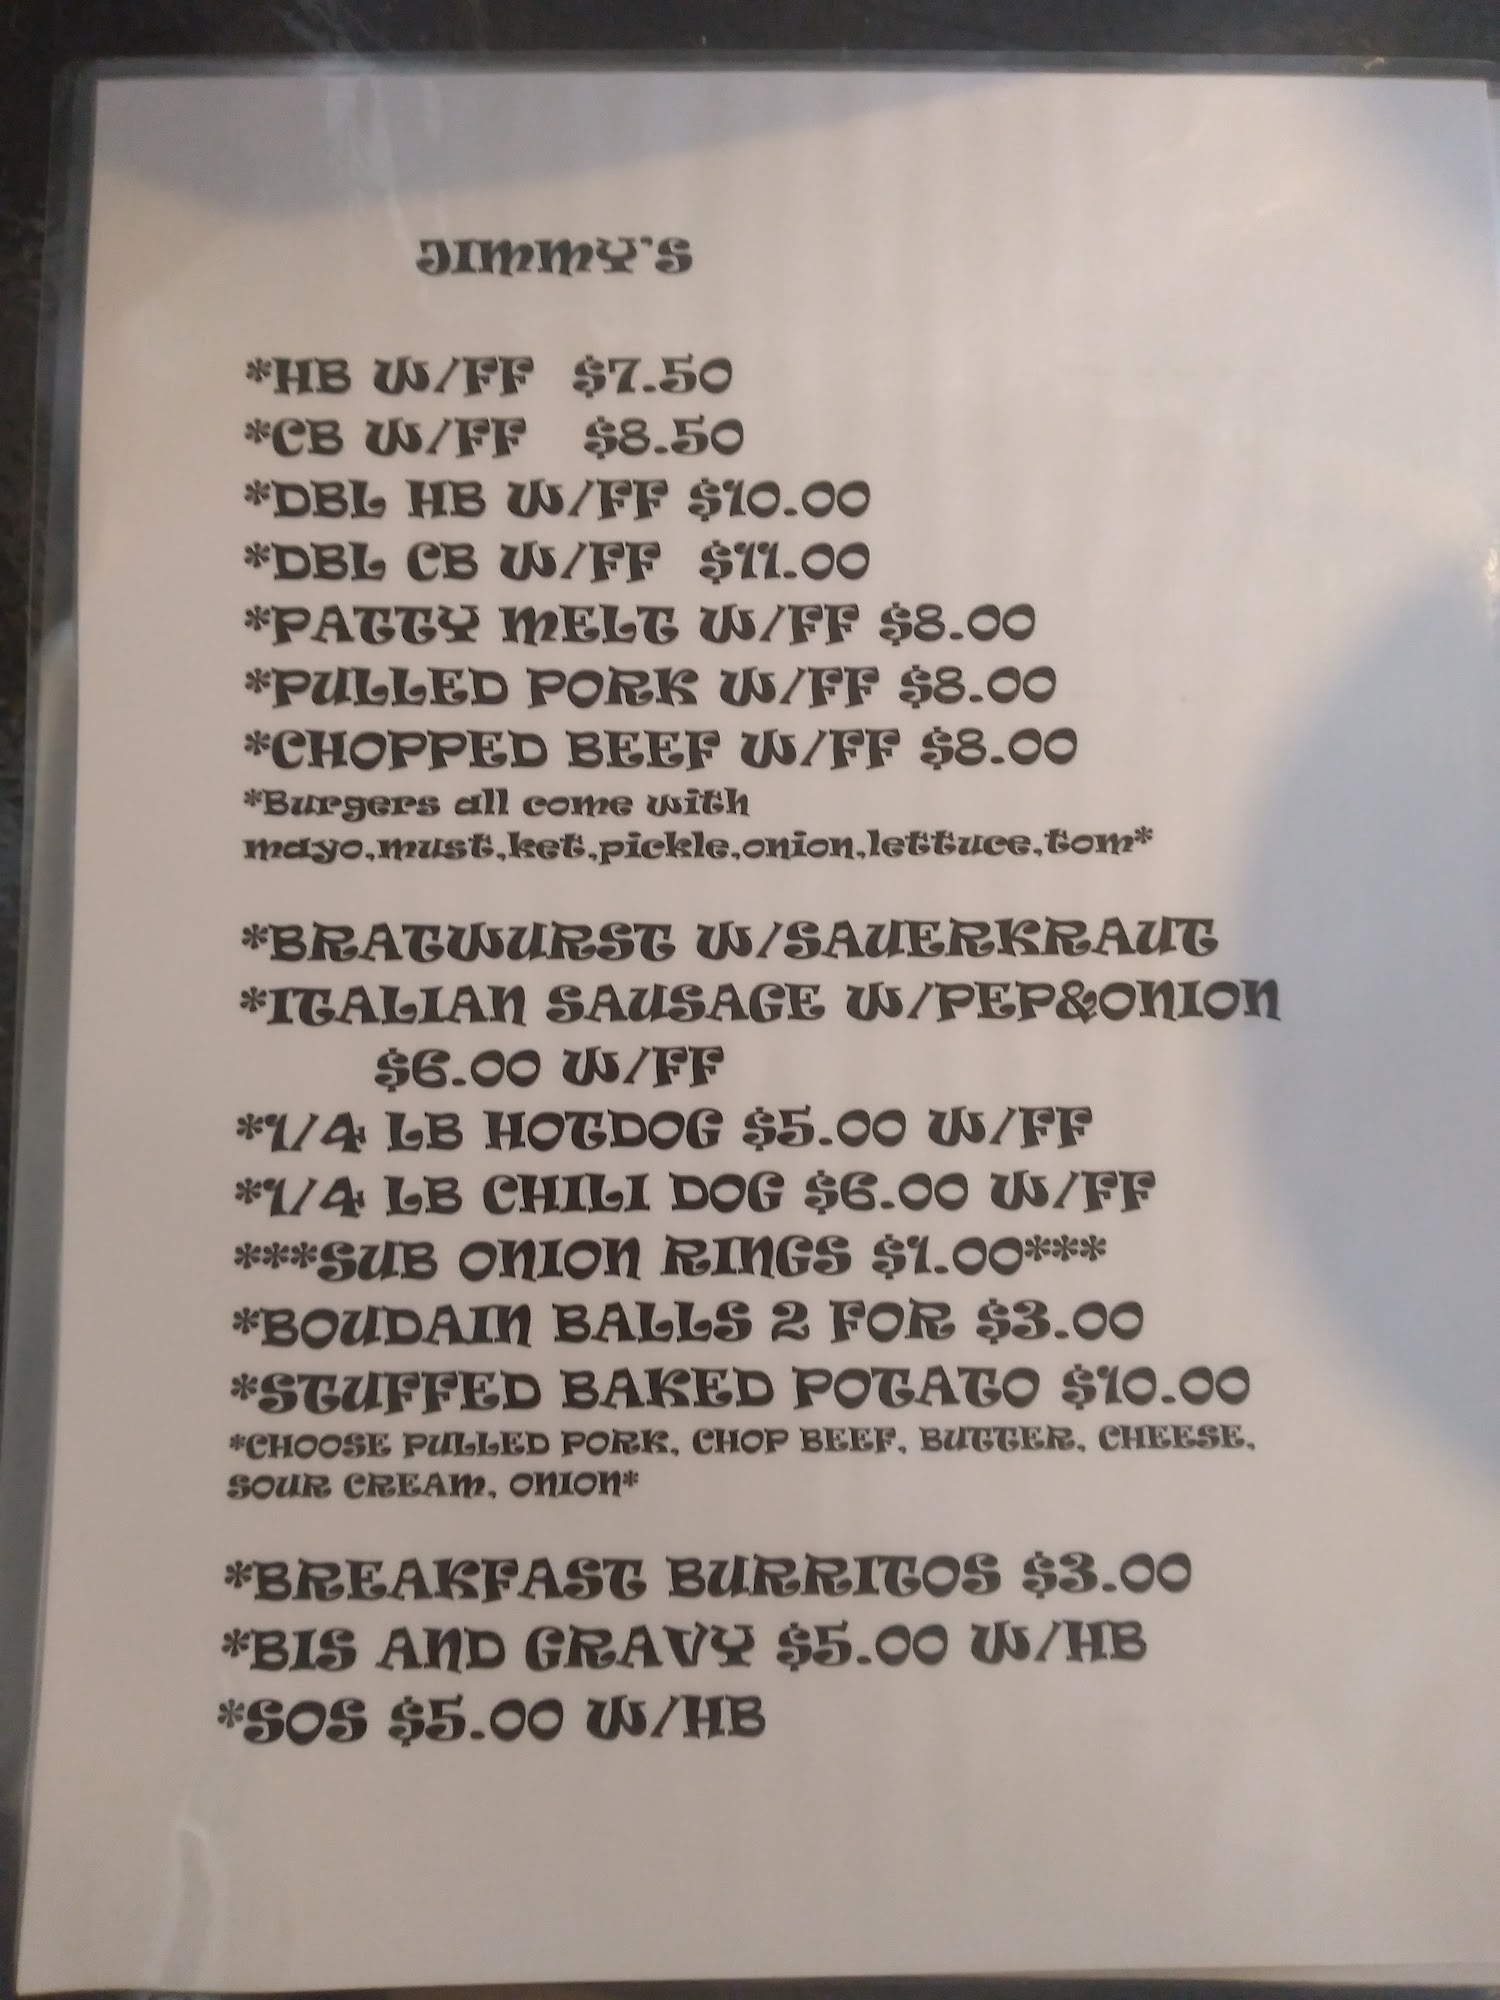 JIMMY'S
*HB W/FF $7.50
*CB W/FF $8.50
*DBL HB W/FF $10.00
*DBL CB W/FF $11.00
*PATTY MELT W/FF $8.00
*PULLED PORK W/FF $8.00
*CHOPPED BEEF W/FF $8.00
*Burgers all come with
mayo,must,ket,pickle,onion,lettuce,tom*
*BRATWURST W/SAUERKRAUT
*ITALIAN SAUSAGE W/PEP&ONION
$6.00 W/FF
*1/4 LB HOTDOG $5.00 W/FF
*1/4 LB CHILI DOG $6.00 W/FF
***SUB ONION RINGS $1.00***
*BOUDAIN BALLS 2 FOR $3.00
*STUFFED BAKED POTATO $10.00
*CHOOSE PULLED PORK, CHOP BEEF, BUTTER, CHEESE,
SOUR CREAM, ONION*
*BREAKFAST BURRITOS $3.00
*BIS AND GRAVY $5.00 W/HB
*SOS $5.00 W/HB